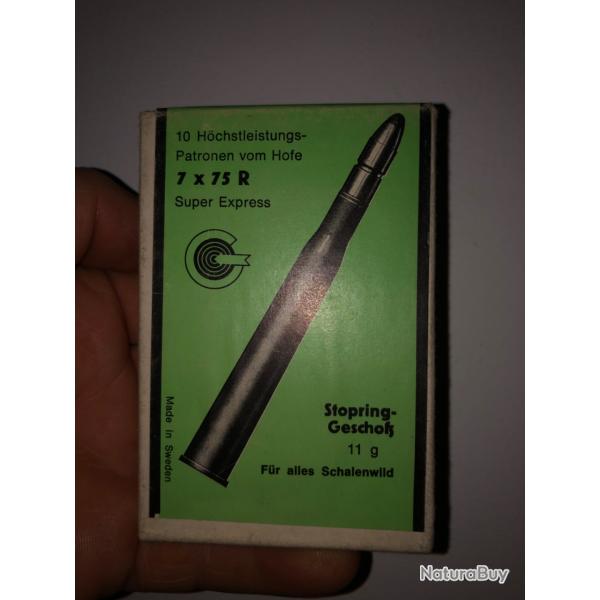 10 Höchstleistungs-
Patronen vom Hofe
7 x 75 R
Super Express
Stopring-
Geschoß
11 g
Für alles Schalenwild
Made in Sweden
NaturaBuy